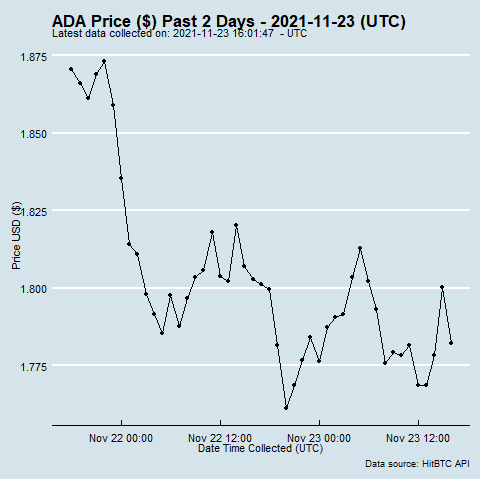 ADA Price ($) Past 2 Days - 2021-11-23 (UTC)
Latest data collected on: 2021-11-23 16:01:47 - UTC
1.875
1.850
1.825
1.800
1.775
Price USD ($)
Nov 22 00:00 Nov 22 12:00 Nov 23 00:00 Nov 23 12:00
Date Time Collected (UTC)
Data source: HitBTC API